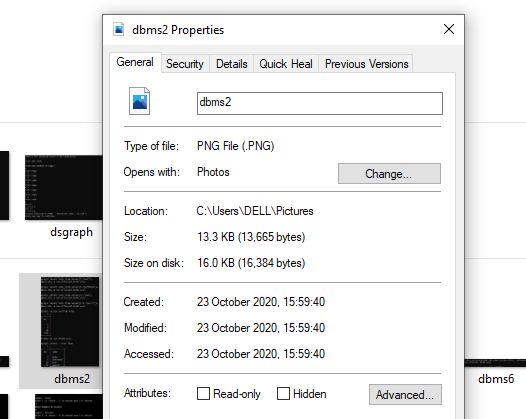 dbms2 Properties
General Security Details Quick Heal Previous Versions
dbms2
Type of file: PNG File (.PNG)
Opens with: Photos Change...
Location: C:\Users\DELL\Pictures
Size: 13.3 KB (13,665 bytes)
Size on disk: 16.0 KB (16,384 bytes)
Created: 23 October 2020, 15:59:40
Modified: 23 October 2020, 15:59:40
Accessed: 23 October 2020, 15:59:40
Attributes: Read-only Hidden Advanced...
dsgraph
dbms2
dbms6